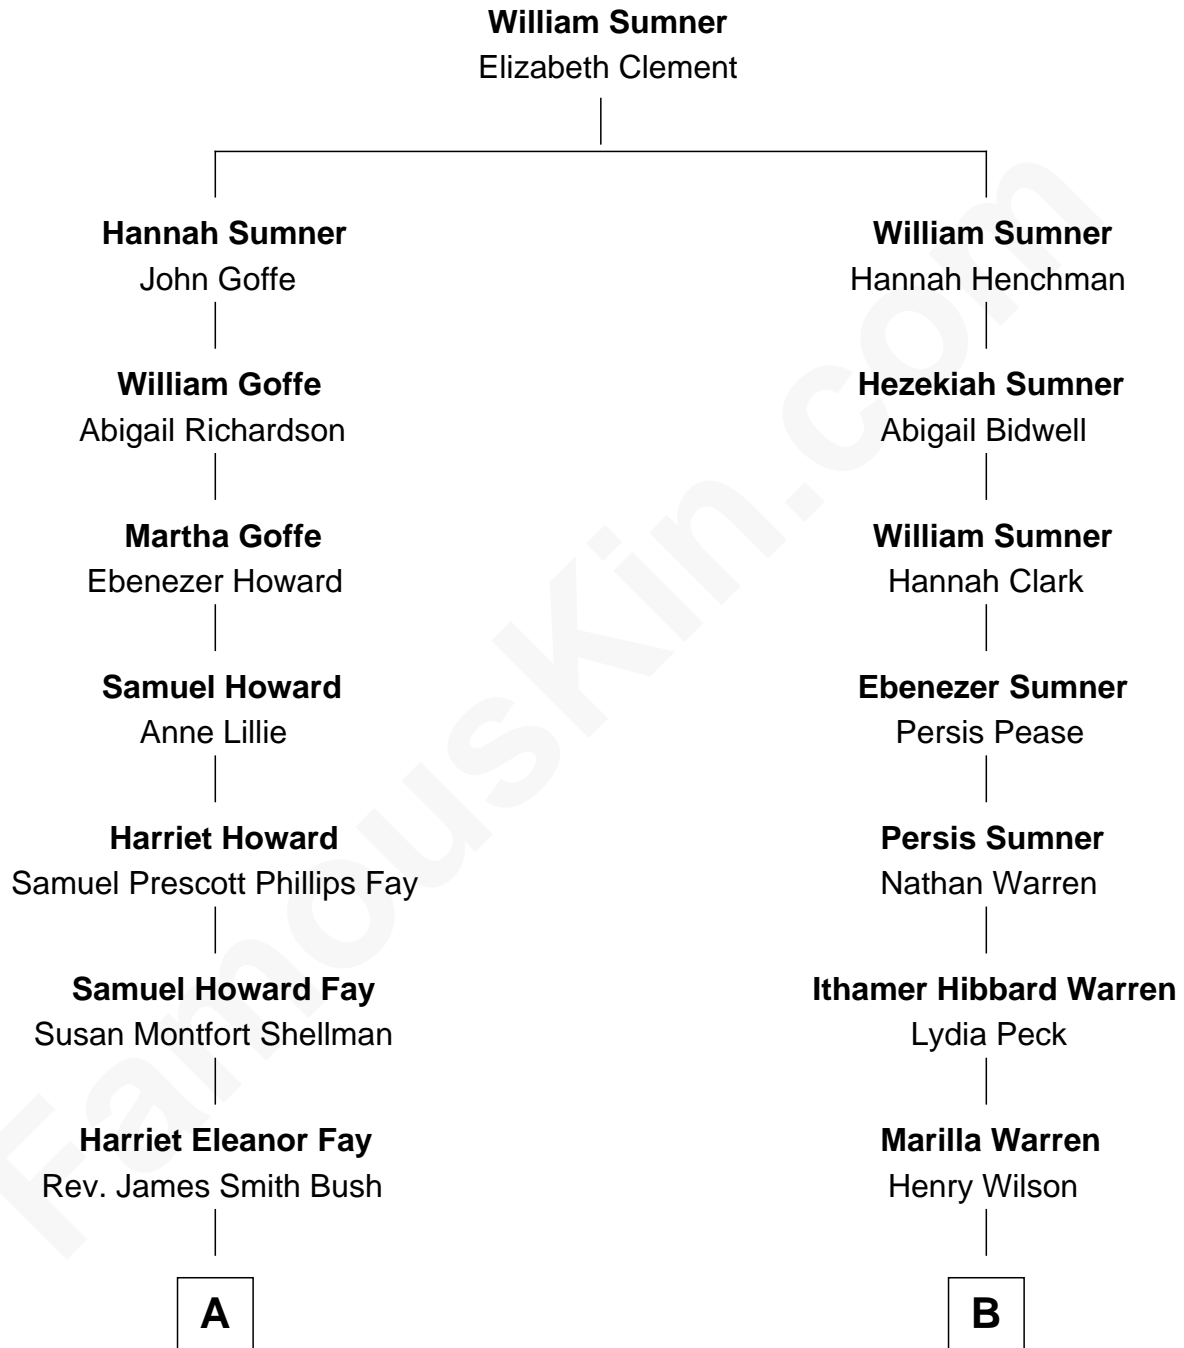 William Sumner
Elizabeth Clement
Hannah Sumner
John Goffe
William Sumner
Hannah Henchman
William Goffe
Abigail Richardson
Hezekiah Sumner
Abigail Bidwell
Martha Goffe
Ebenezer Howard
William Sumner
Hannah Clark
Samuel Howard
Anne Lillie
Ebenezer Sumner
Persis Pease
Harriet Howard
Samuel Prescott Phillips Fay
Persis Sumner
Nathan Warren
Samuel Howard Fay
Susan Montfort Shellman
Ithamer Hibbard Warren
Lydia Peck
Harriet Eleanor Fay
Rev. James Smith Bush
Marilla Warren
Henry Wilson
A
B
FamousKin.com